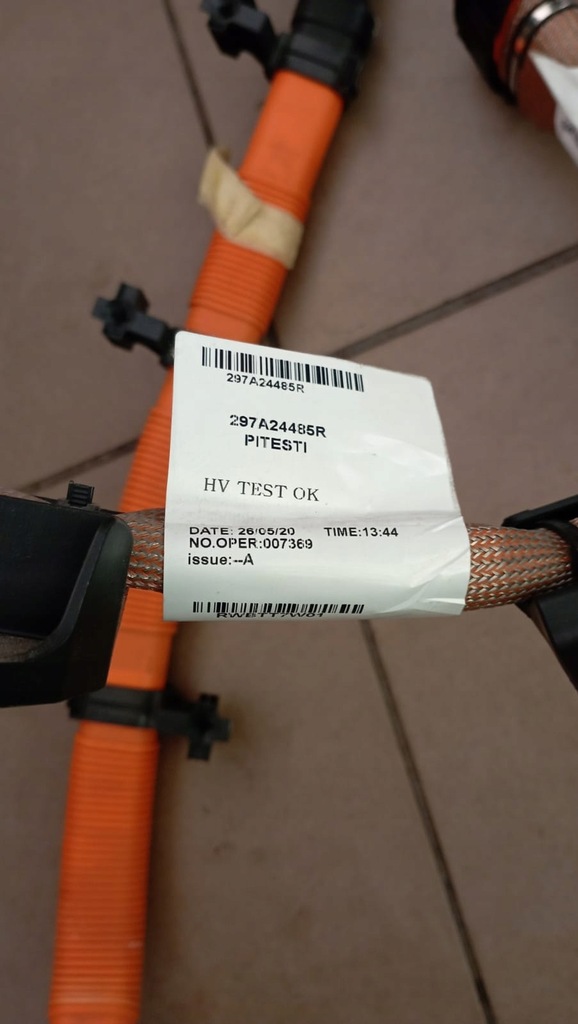 297A24485R
297A24485R
PITESTI
HV TEST OK
DATE: 26/05/20 TIME:13:44
NO.OPER:007369
issue:--A